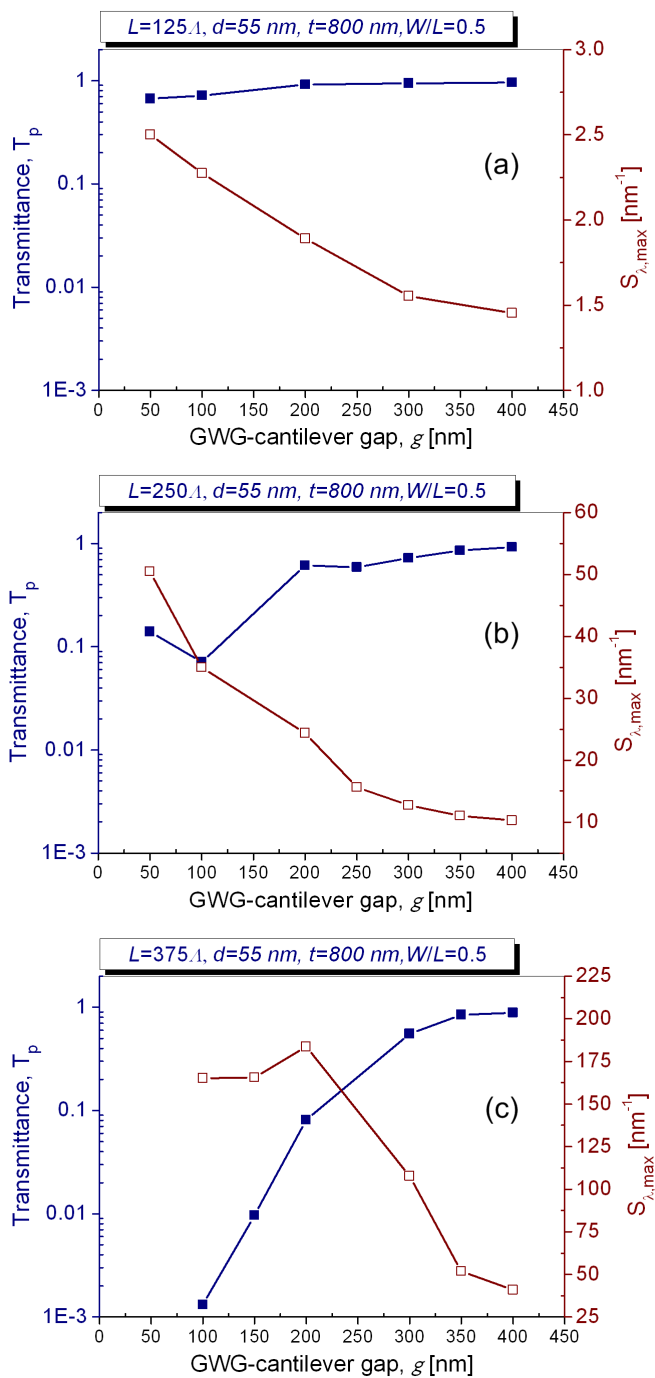 L=125Λ, d=55 nm, t=800 nm,W/L=0.5
Transmittance, Tp
1
0.1
0.01
1E-3
(a)
3.0
2.5
2.0
1.5
1.0
Sλ,max [nm-1]
0 50 100 150 200 250 300 350 400 450
GWG-cantilever gap, g [nm]
L=250Λ, d=55 nm, t=800 nm,W/L=0.5
Transmittance, Tp
1
0.1
0.01
1E-3
(b)
60
50
40
30
20
10
Sλ,max [nm-1]
0 50 100 150 200 250 300 350 400 450
GWG-cantilever gap, g [nm]
L=375Λ, d=55 nm, t=800 nm,W/L=0.5
Transmittance, Tp
1
0.1
0.01
1E-3
(c)
225
200
175
150
125
100
75
50
25
Sλ,max [nm-1]
0 50 100 150 200 250 300 350 400 450
GWG-cantilever gap, g [nm]